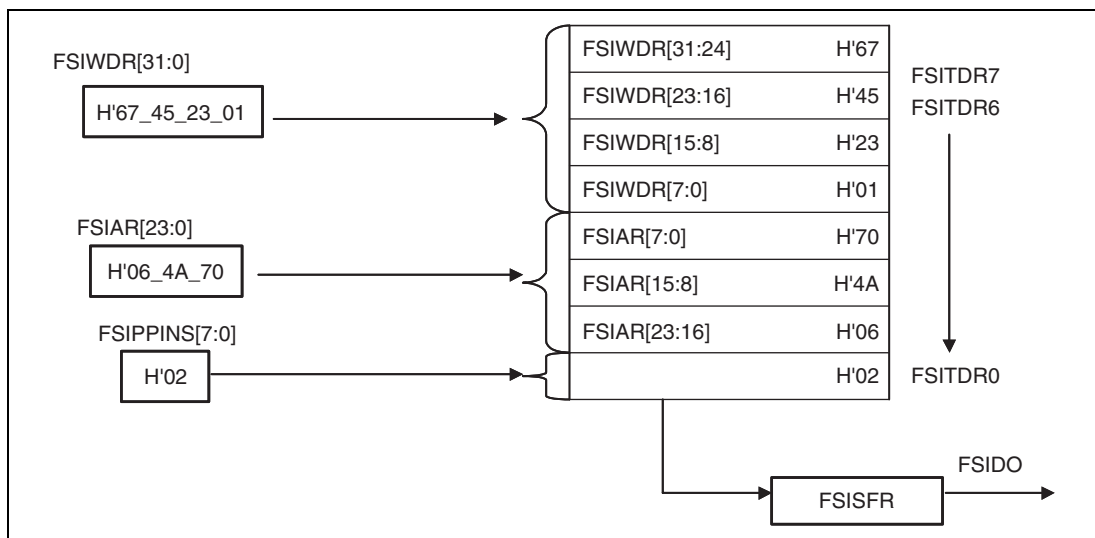 FSIWDR[31:0]
H'67_45_23_01
FSIAR[23:0]
H'06_4A_70
FSIPPINS[7:0]
H'02
FSIWDR[31:24] H'67
FSIWDR[23:16] H'45
FSIWDR[15:8] H'23
FSIWDR[7:0] H'01
FSIAR[7:0] H'70
FSIAR[15:8] H'4A
FSIAR[23:16] H'06
H'02
FSITDR7
FSITDR6
FSITDR0
FSISFR
FSIDO